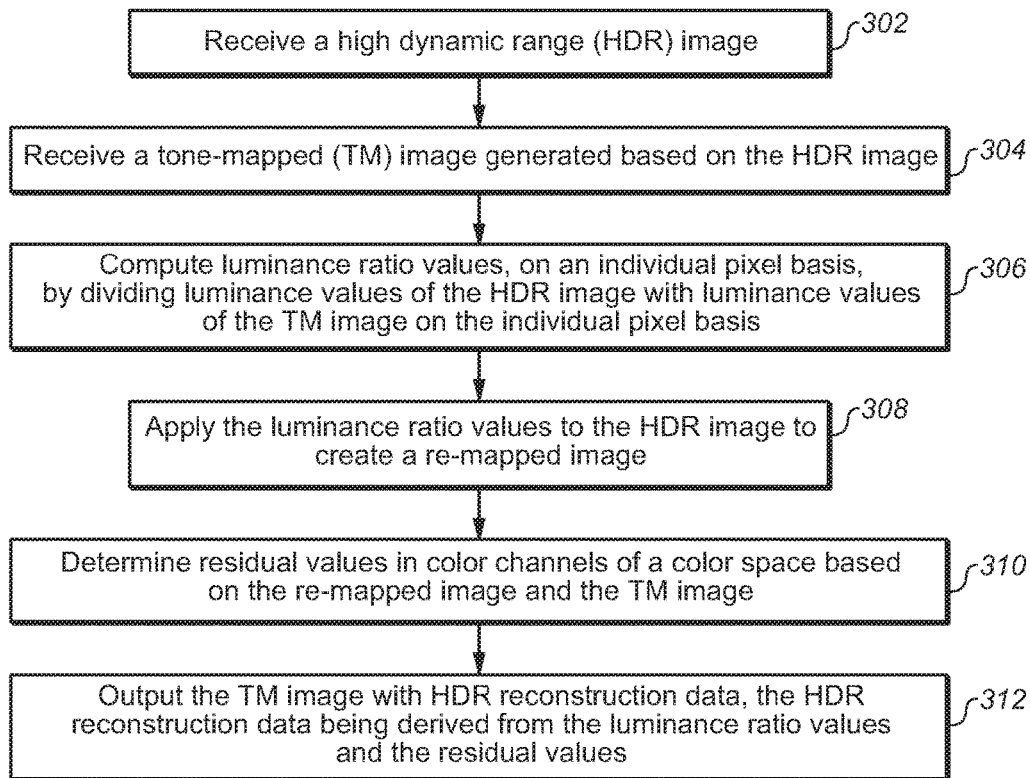 Receive a high dynamic range (HDR) image
302
Receive a tone-mapped (TM) image generated based on the HDR image
304
Compute luminance ratio values, on an individual pixel basis,
by dividing luminance values of the HDR image with luminance values
of the TM image on the individual pixel basis
306
Apply the luminance ratio values to the HDR image to
create a re-mapped image
308
Determine residual values in color channels of a color space based
on the re-mapped image and the TM image
310
Output the TM image with HDR reconstruction data, the HDR
reconstruction data being derived from the luminance ratio values
and the residual values
312